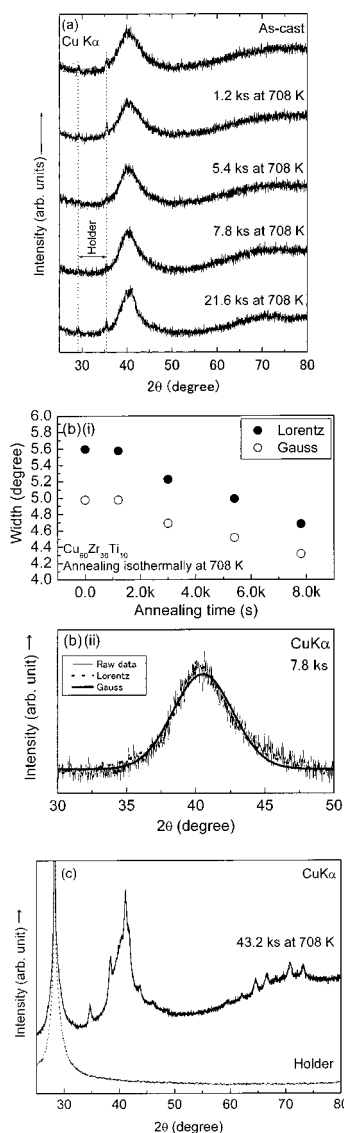 (a)
Cu Kα
As-cast
1.2 ks at 708 K
5.4 ks at 708 K
7.8 ks at 708 K
21.6 ks at 708 K
Holder
Intensity (arb. units)
30 40 50 60 70 80
2θ (degree)
(b)(i)
Lorentz
Gauss
6.0
5.8
5.6
5.4
5.2
5.0
4.8
4.6
4.4
4.2
4.0
Width (degree)
Cu60Zr30Ti10
Annealing isothermally at 708 K
0.0 2.0k 4.0k 6.0k 8.0k
Annealing time (s)
(b)(ii)
CuKα
7.8 ks
Raw data
Lorentz
Gauss
Intensity (arb. unit)
30 35 40 45 50
2θ (degree)
(c)
CuKα
43.2 ks at 708 K
Holder
Intensity (arb. unit)
30 40 50 60 70 80
2θ (degree)